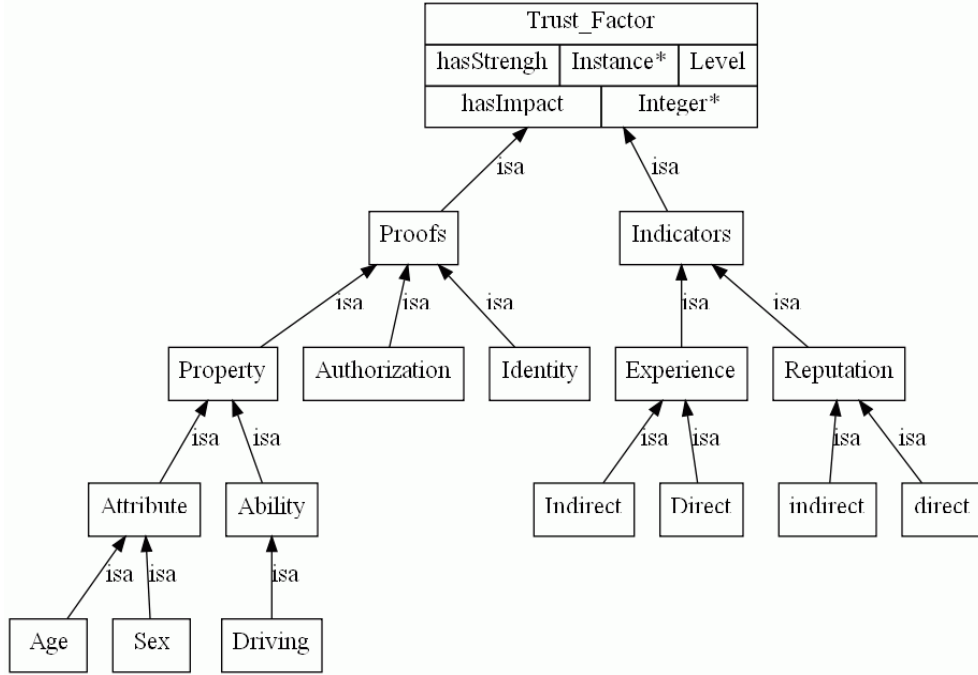 Trust_Factor
hasStrengh Instance* Level
hasImpact Integer*
isa isa
Proofs Indicators
isa isa isa isa isa
Property Authorization Identity Experience Reputation
isa isa isa isa isa isa
Attribute Ability Indirect Direct indirect direct
isa isa isa
Age Sex Driving